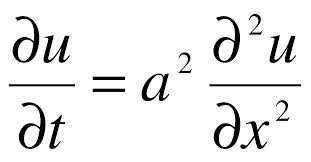 ∂u/∂t = a² ∂²u/∂x²